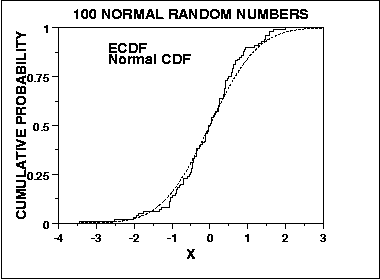 100 NORMAL RANDOM NUMBERS
ECDF
Normal CDF
CUMULATIVE PROBABILITY
1
0.75
0.5
0.25
0
-4 -3 -2 -1 0 1 2 3
X